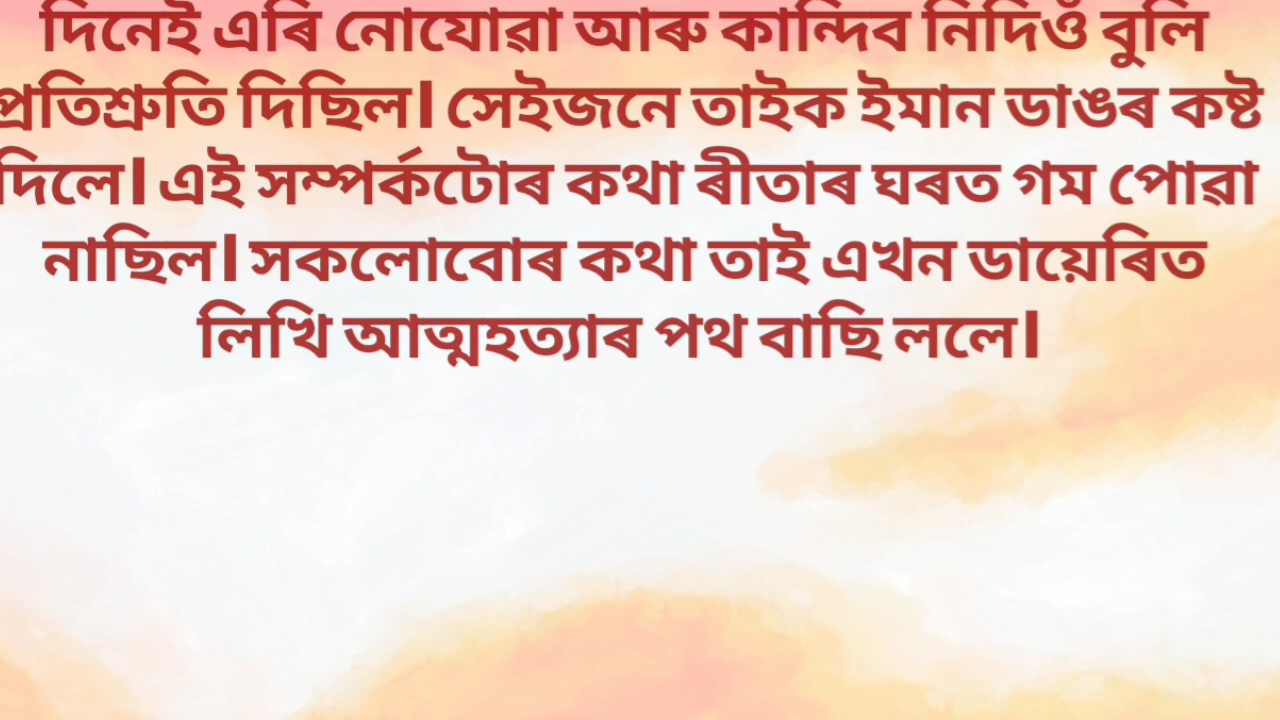 দিনেই এৰি নোযোৱা আৰু কান্দিব নিদিওঁ বুলি
প্ৰতিশ্ৰুতি দিছিল। সেইজনে তাইক ইমান ডাঙৰ কষ্ট
দিলে। এই সম্পৰ্কটোৰ কথা ৰীতাৰ ঘৰত গম পোৱা
নাছিল। সকলোবোৰ কথা তাই এখন ডায়েৰিত
লিখি আত্মহত্যাৰ পথ বাছি ললে।